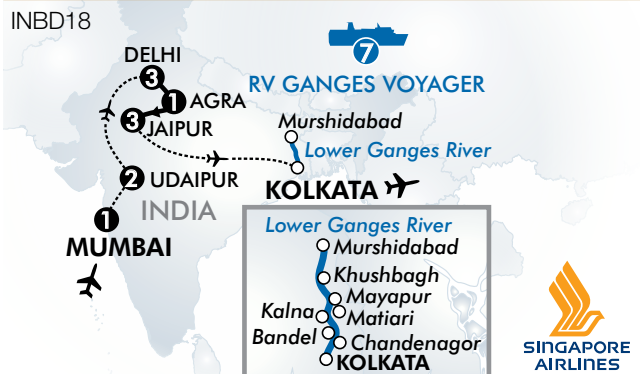 INBD18
DELHI
3
1 AGRA
3 JAIPUR
2 UDAIPUR
INDIA
1
MUMBAI
7
RV GANGES VOYAGER
Murshidabad
Lower Ganges River
KOLKATA
Lower Ganges River
Murshidabad
Khushbagh
Mayapur
Kalna
Matiari
Bandel
Chandenagor
KOLKATA
SINGAPORE
AIRLINES